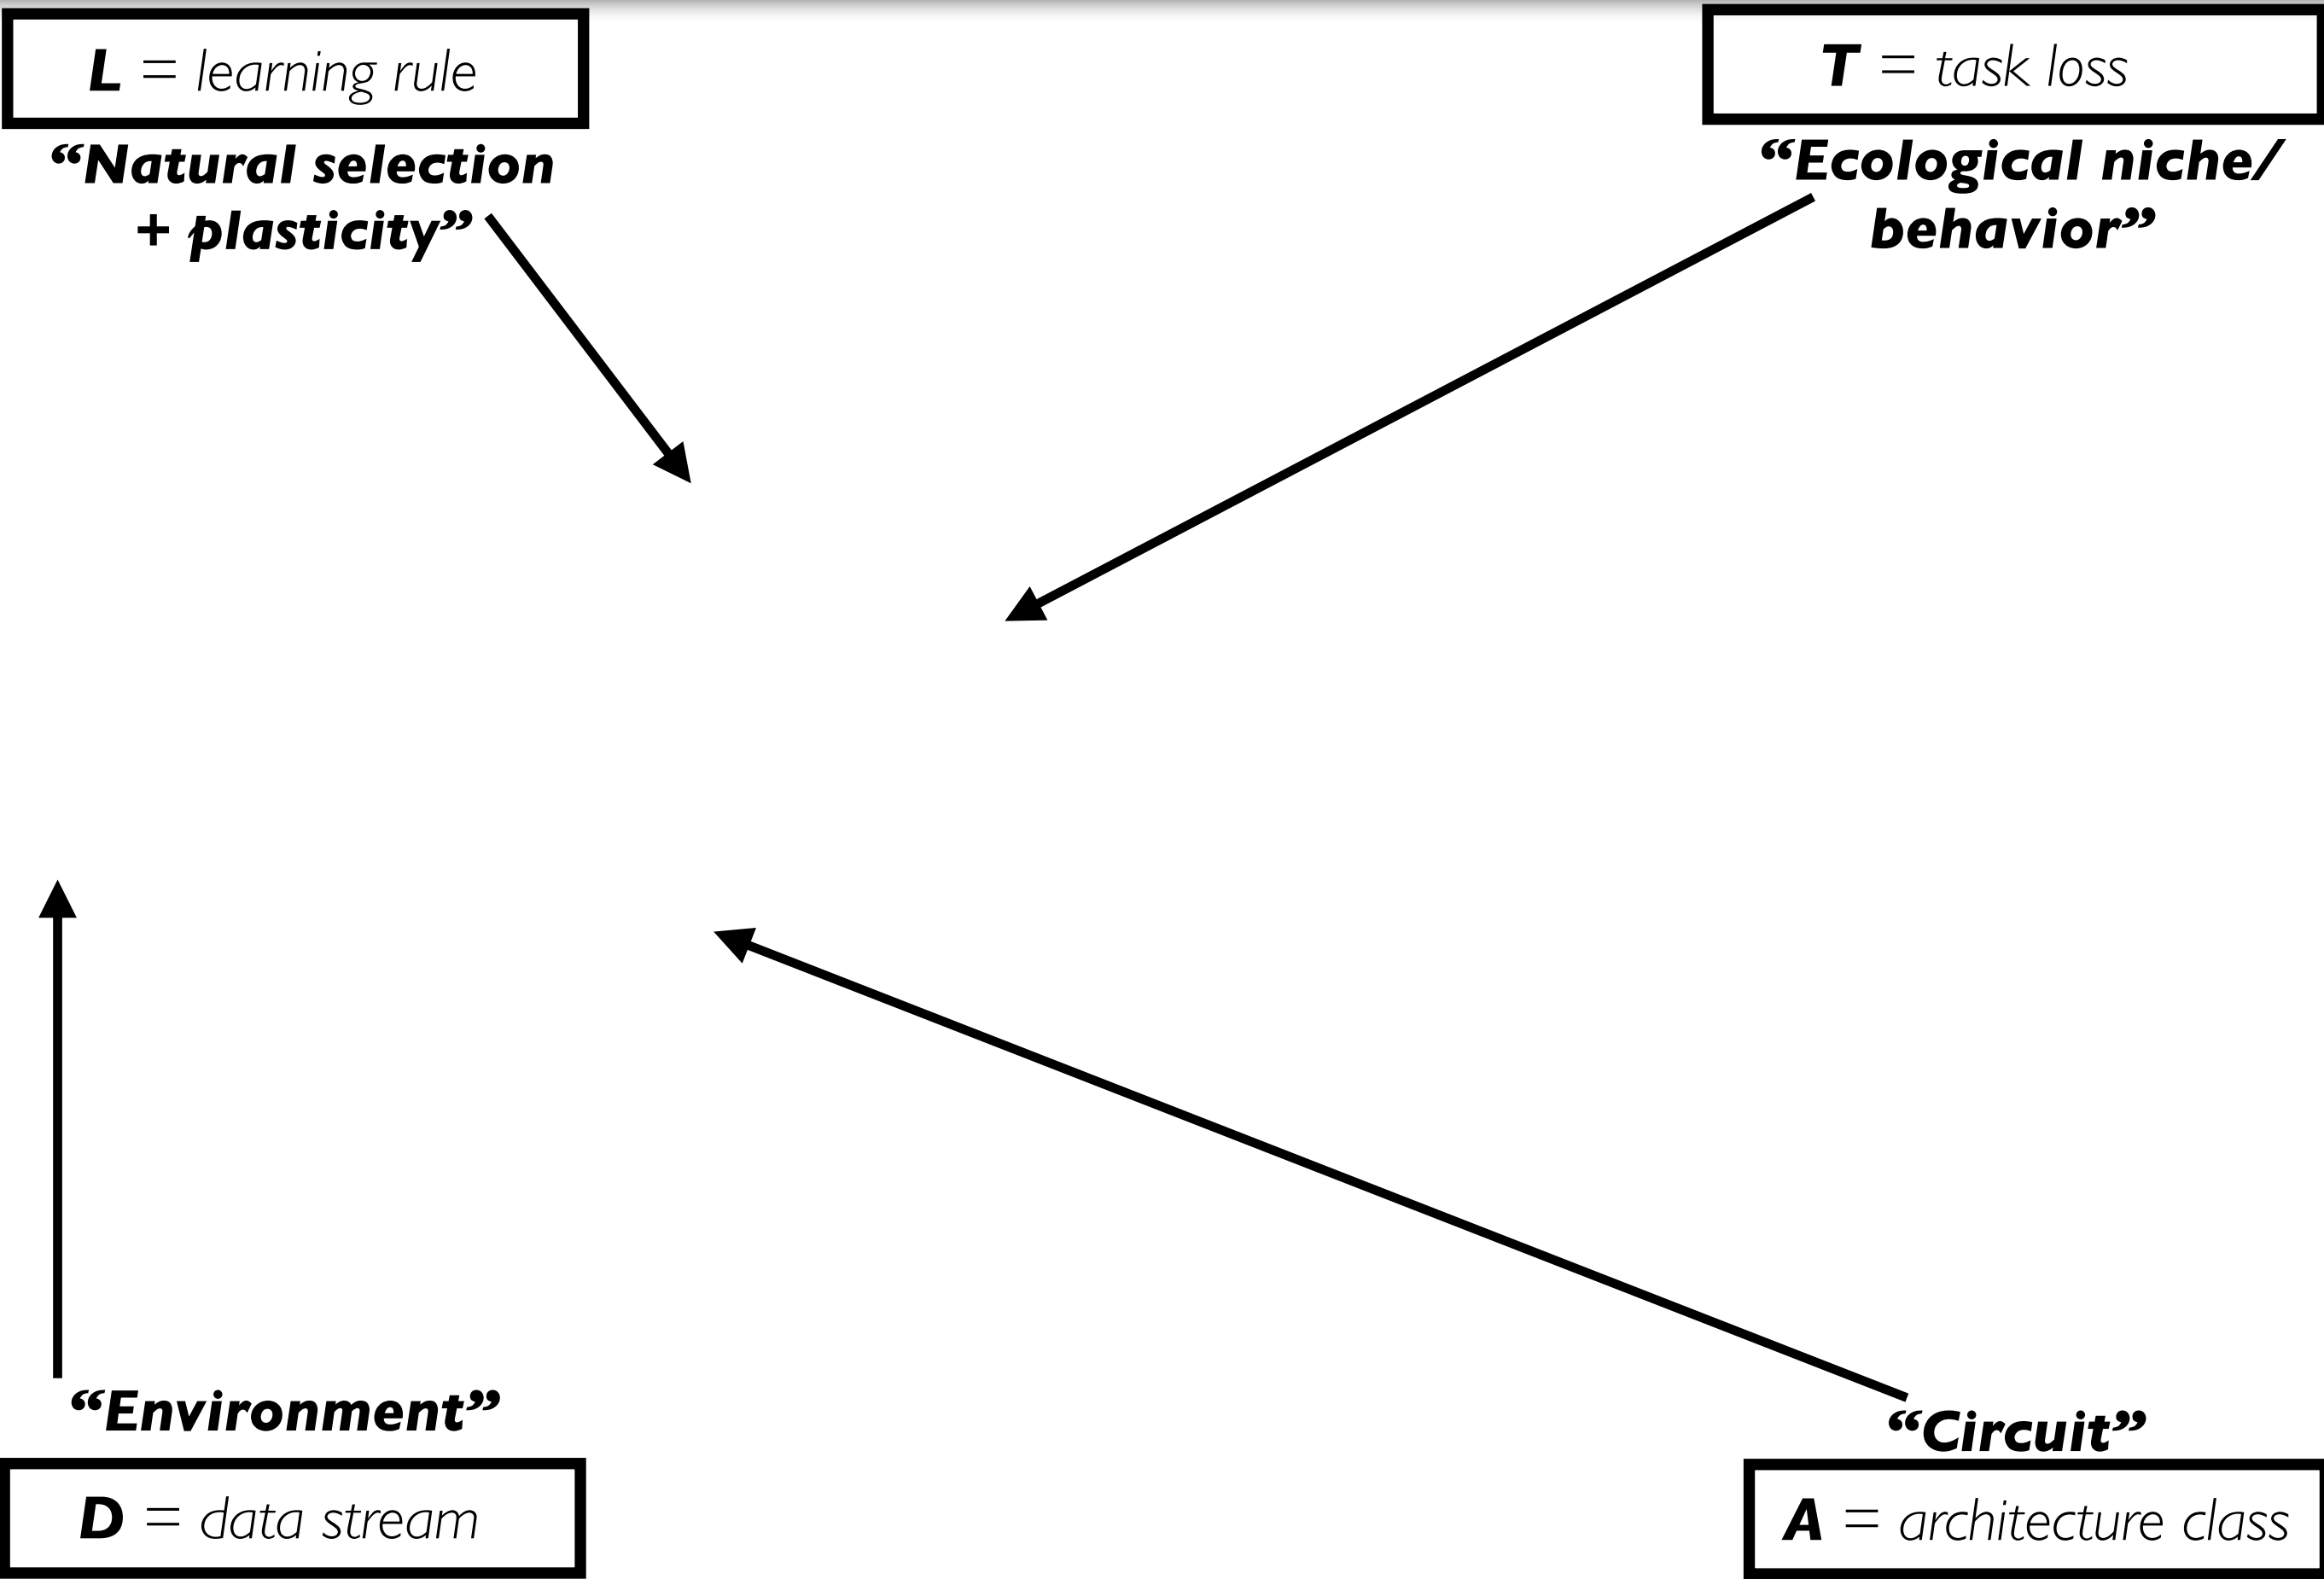 L = learning rule
“Natural selection
+ plasticity”
T = task loss
“Ecological niche/
behavior”
“Environment”
D = data stream
“Circuit”
A = architecture class